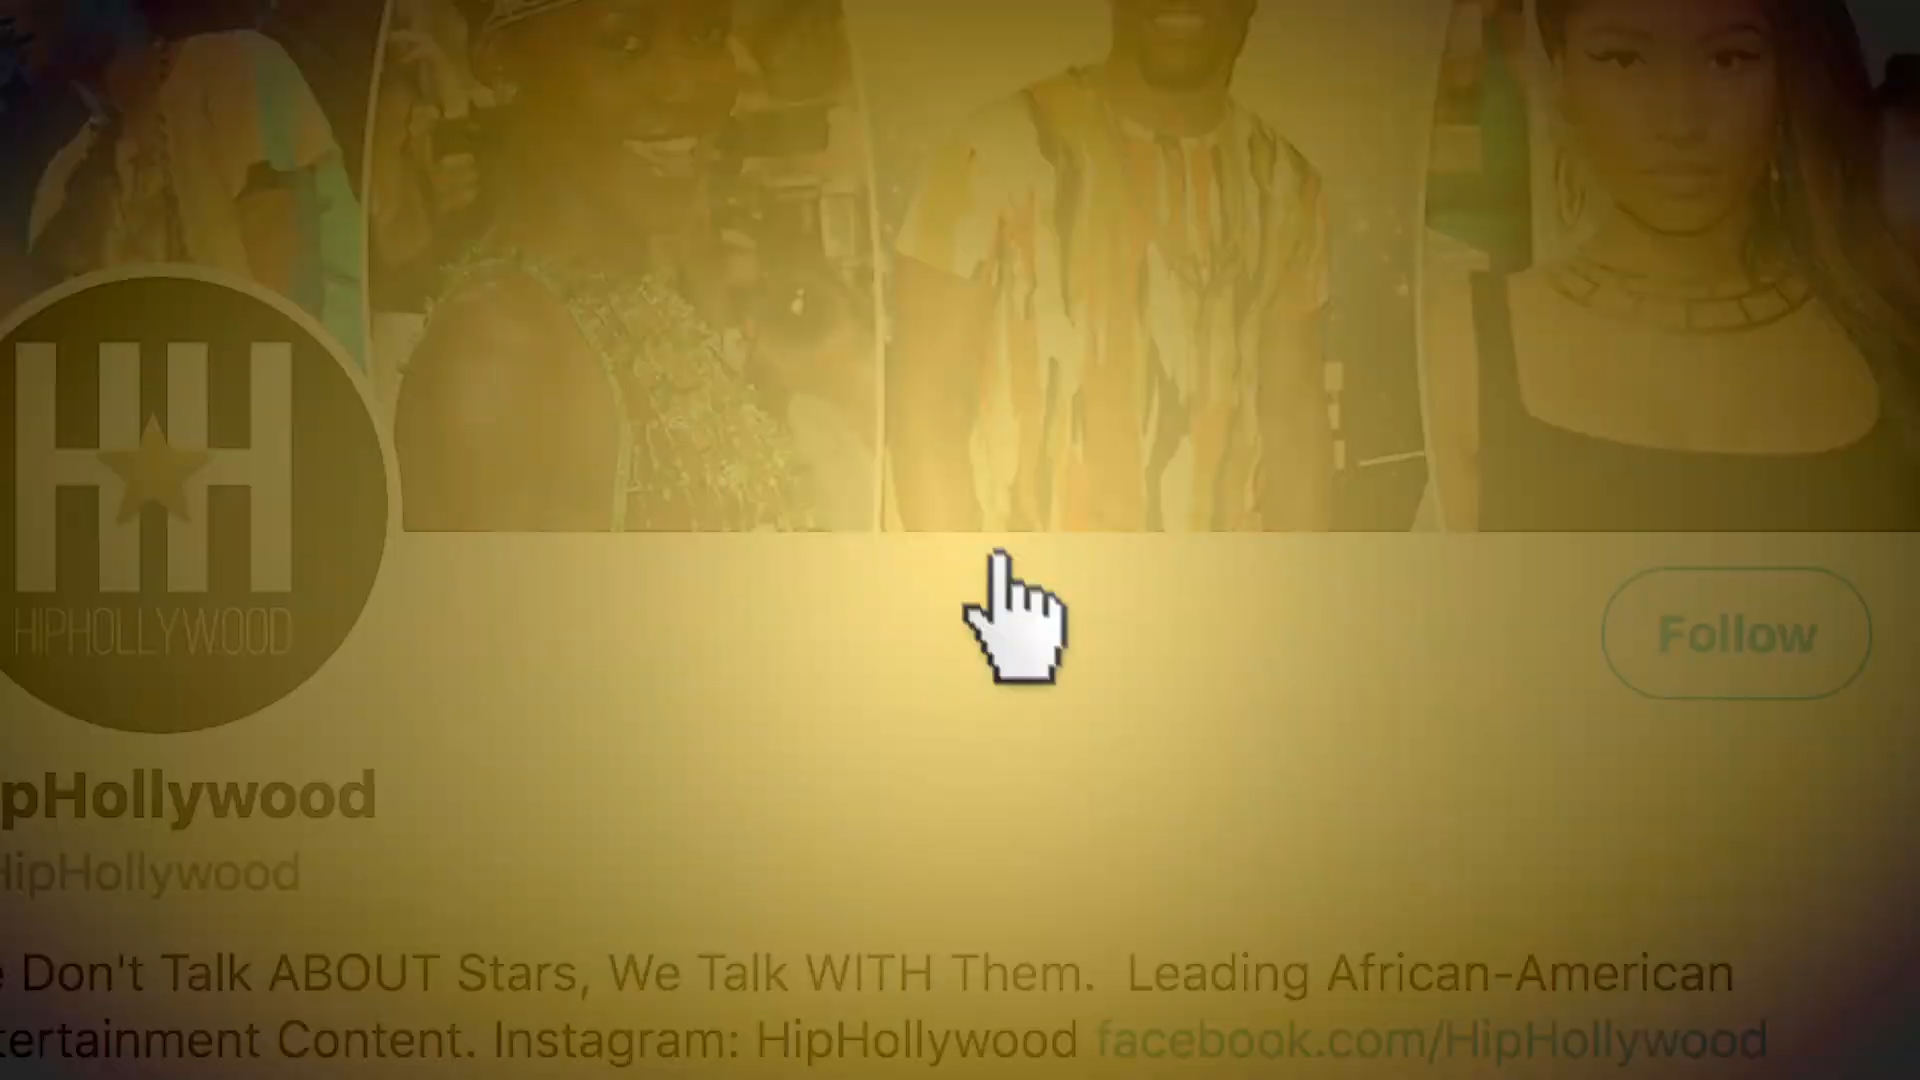 HH
HIPHOLLYWOOD
Follow
pHollywood
HipHollywood
e Don't Talk ABOUT Stars, We Talk WITH Them. Leading African-American
tertainment Content. Instagram: HipHollywood facebook.com/HipHollywood